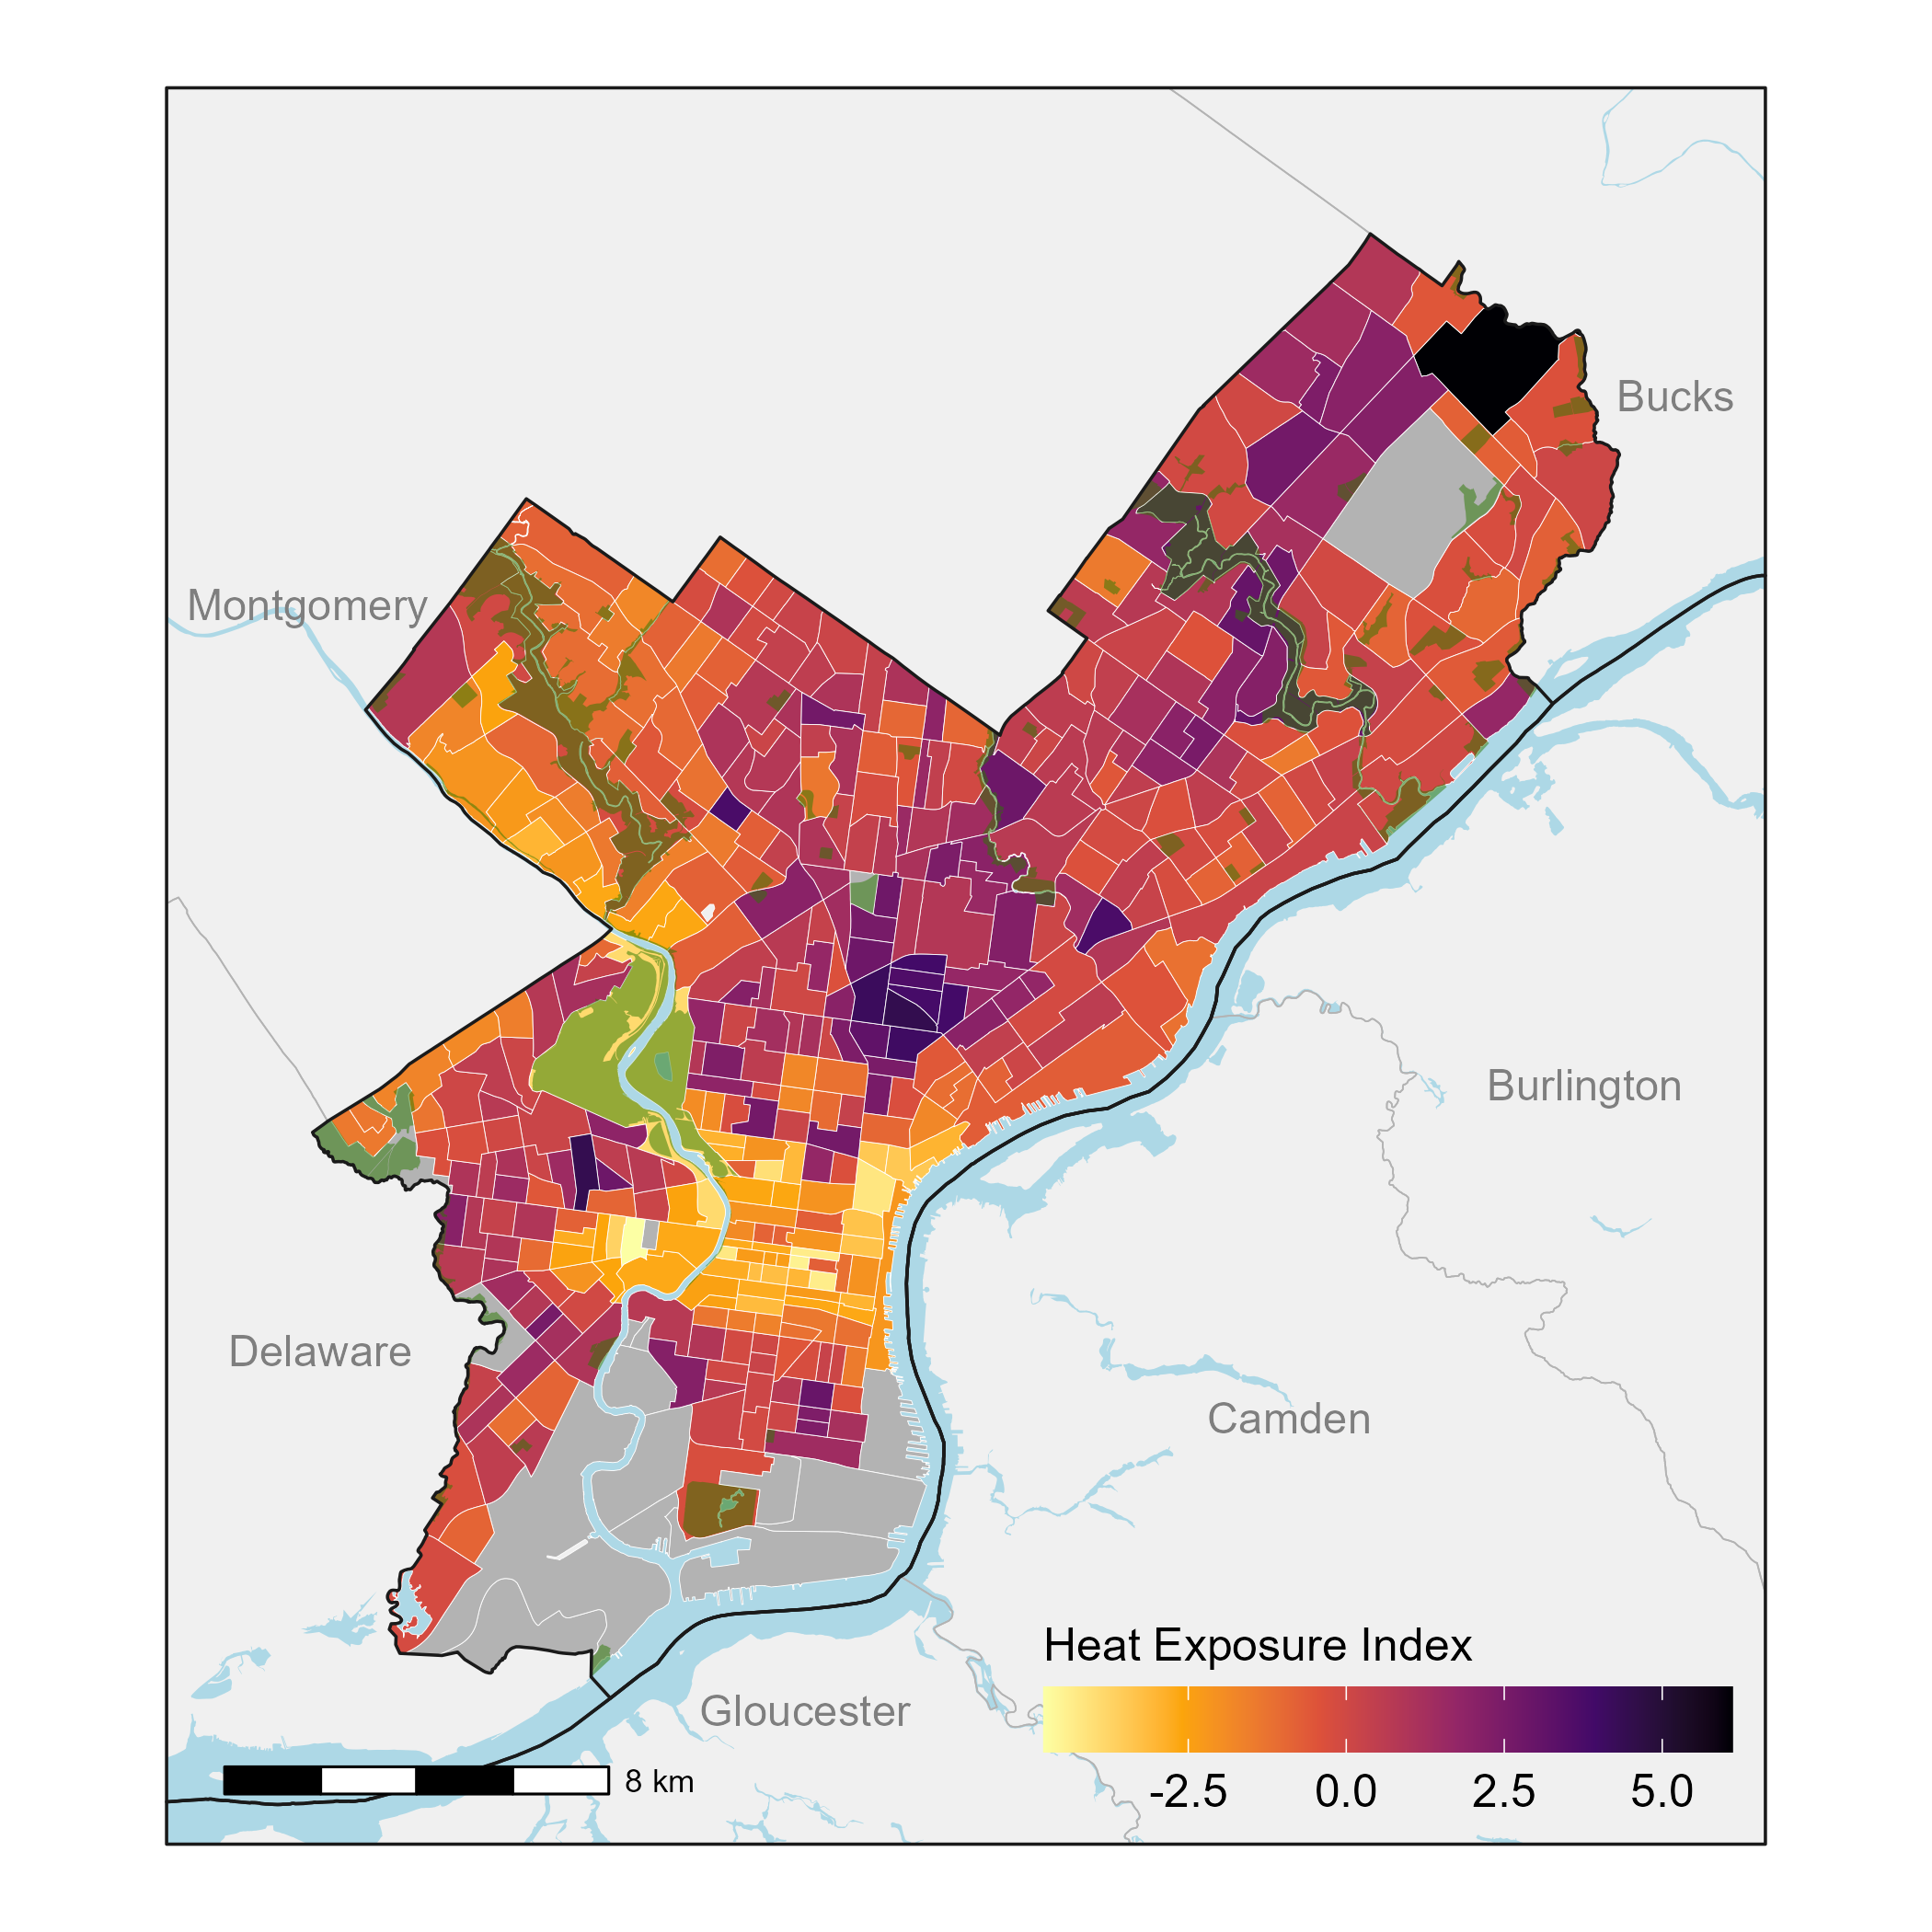 Bucks
Montgomery
Burlington
Delaware
Camden
Heat Exposure Index
Gloucester
8 km
-2.5 0.0 2.5 5.0